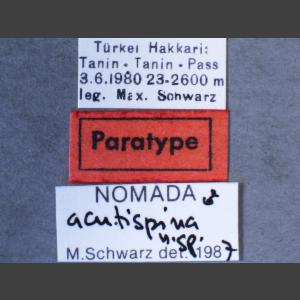 Türkei Hakkari:
Tanin - Tanin - Pass
3.6.1980 23-2600 m
leg. Max. Schwarz
Paratype
NOMADA ♂
acutispina
n.sp.
M.Schwarz det. 1987